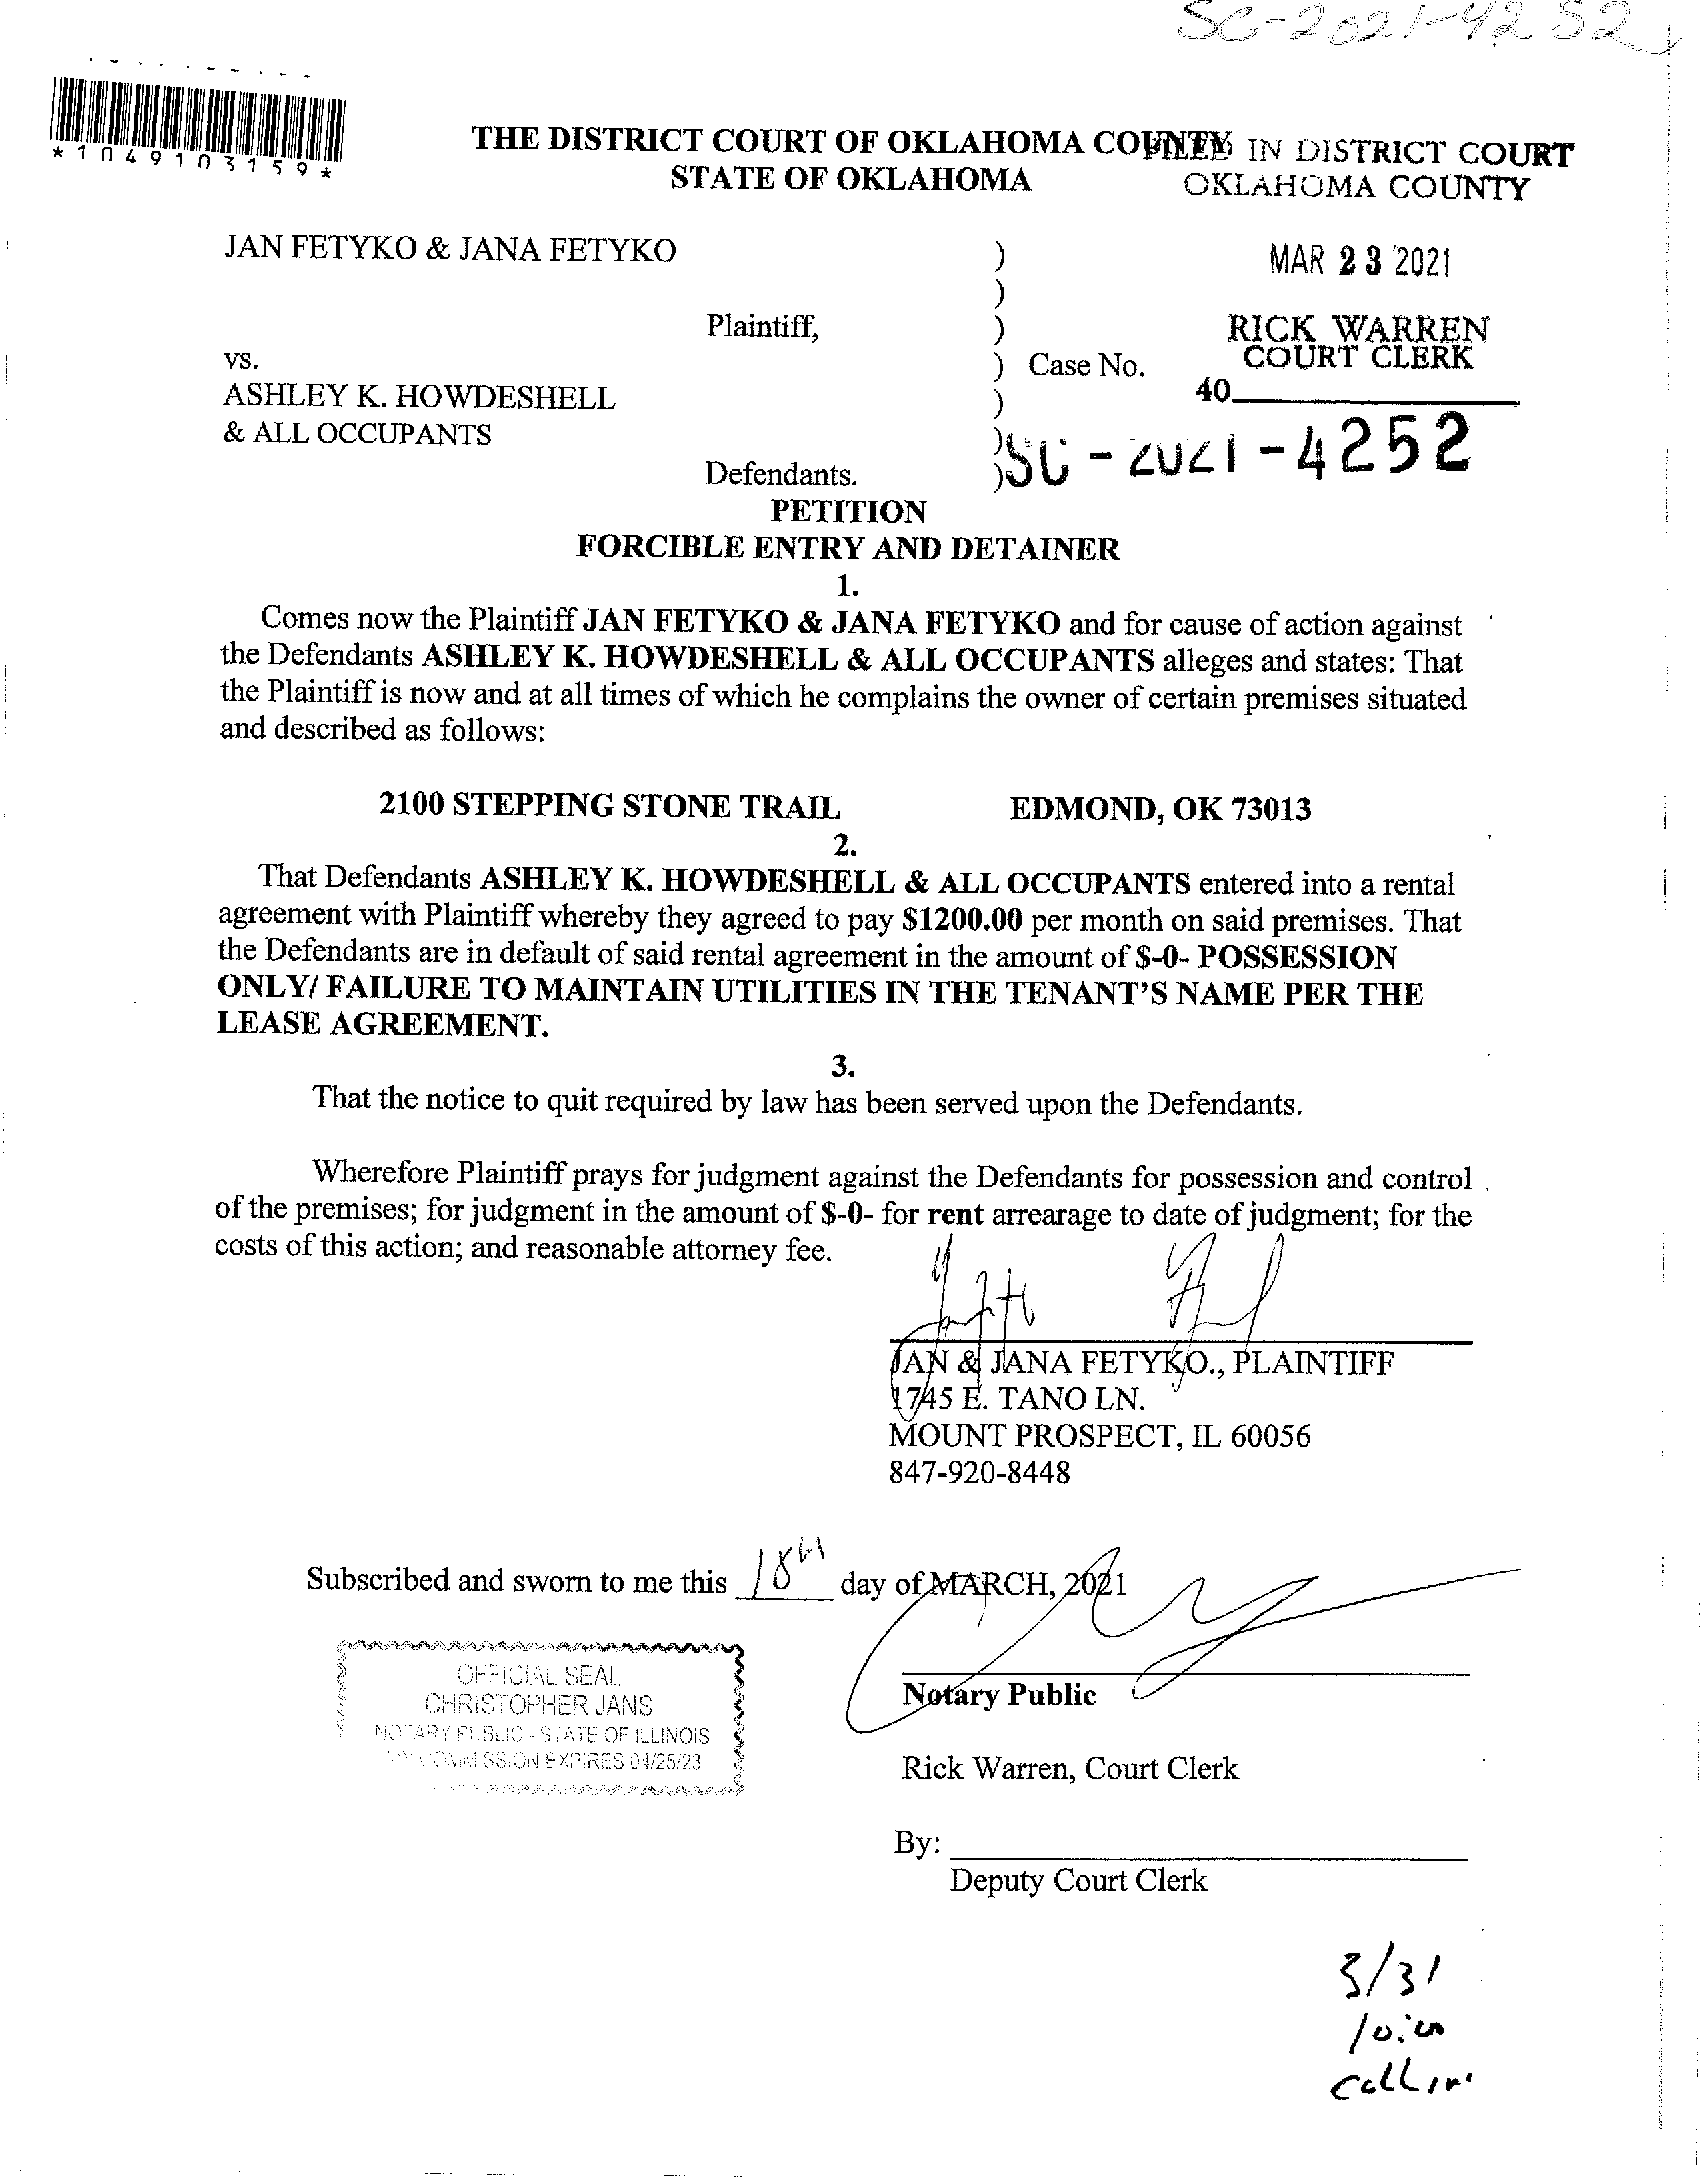 SC-2021-4252
*1049103159*
THE DISTRICT COURT OF OKLAHOMA COUNTY
STATE OF OKLAHOMA
FILED IN DISTRICT COURT
OKLAHOMA COUNTY
MAR 23 2021
RICK WARREN
COURT CLERK
40
JAN FETYKO & JANA FETYKO )
)
Plaintiff, )
vs. ) Case No.
ASHLEY K. HOWDESHELL )
& ALL OCCUPANTS )
SC-2021-4252
Defendants. )
PETITION
FORCIBLE ENTRY AND DETAINER
1.
Comes now the Plaintiff JAN FETYKO & JANA FETYKO and for cause of action against
the Defendants ASHLEY K. HOWDESHELL & ALL OCCUPANTS alleges and states: That
the Plaintiff is now and at all times of which he complains the owner of certain premises situated
and described as follows:
2100 STEPPING STONE TRAIL EDMOND, OK 73013
2.
That Defendants ASHLEY K. HOWDESHELL & ALL OCCUPANTS entered into a rental
agreement with Plaintiff whereby they agreed to pay $1200.00 per month on said premises. That
the Defendants are in default of said rental agreement in the amount of $-0- POSSESSION
ONLY/ FAILURE TO MAINTAIN UTILITIES IN THE TENANT'S NAME PER THE
LEASE AGREEMENT.
3.
That the notice to quit required by law has been served upon the Defendants.
Wherefore Plaintiff prays for judgment against the Defendants for possession and control
of the premises; for judgment in the amount of $-0- for rent arrearage to date of judgment; for the
costs of this action; and reasonable attorney fee.
JAN & JANA FETYKO., PLAINTIFF
1745 E. TANO LN.
MOUNT PROSPECT, IL 60056
847-920-8448
Subscribed and sworn to me this 18th day of MARCH, 2021
OFFICIAL SEAL
CHRISTOPHER JANS
NOTARY PUBLIC - STATE OF ILLINOIS
MY COMMISSION EXPIRES 04/25/23
Notary Public
Rick Warren, Court Clerk
By:
Deputy Court Clerk
3/31
10:00